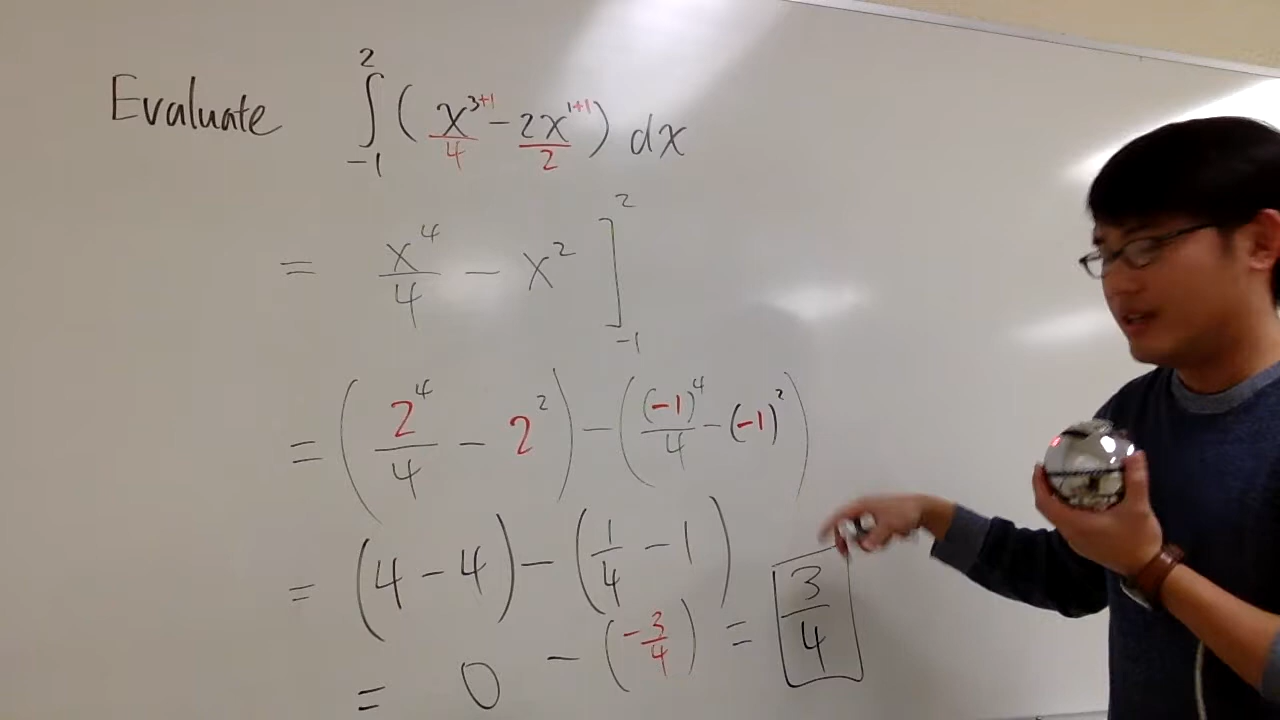 Evaluate ∫₋₁² (x³⁺¹/4 - 2x¹⁺¹/2) dx
= x⁴/4 - x² ]₋₁²
= (2⁴/4 - 2²) - ((-1)⁴/4 - (-1)²)
= (4 - 4) - (1/4 - 1)
= 0 - (-3/4) = 3/4